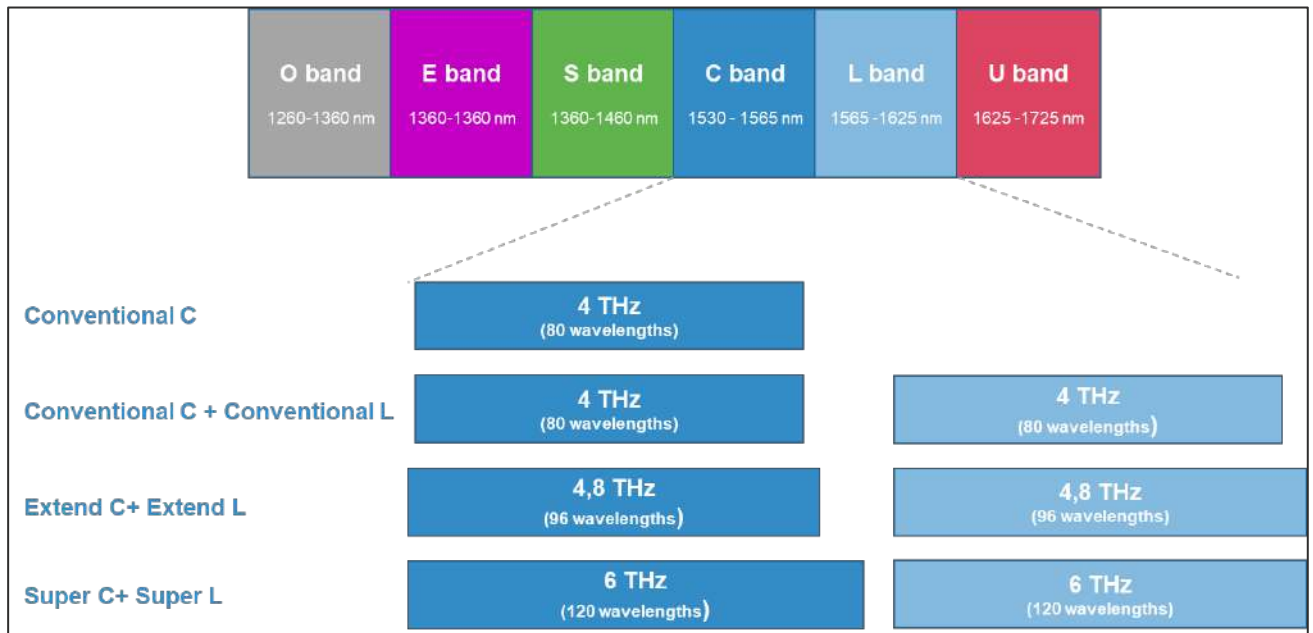 O band
E band
S band
C band
L band
U band
1260-1360 nm
1360-1360 nm
1360-1460 nm
1530 - 1565 nm
1565 -1625 nm
1625 -1725 nm
Conventional C
4 THz
(80 wavelengths)
Conventional C + Conventional L
4 THz
(80 wavelengths)
4 THz
(80 wavelengths)
Extend C+ Extend L
4,8 THz
(96 wavelengths)
4,8 THz
(96 wavelengths)
Super C+ Super L
6 THz
(120 wavelengths)
6 THz
(120 wavelengths)